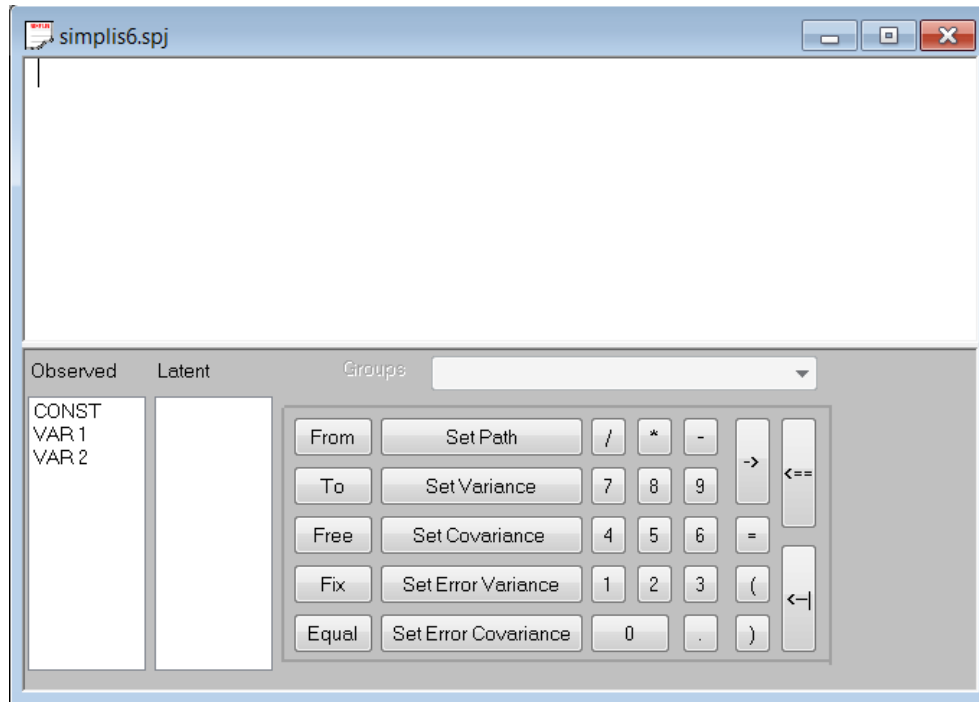 simplis6.spj
Observed Latent Groups
CONST
VAR 1
VAR 2
From Set Path / * - -> <==
To Set Variance 7 8 9
Free Set Covariance 4 5 6 =
Fix Set Error Variance 1 2 3 ( <--|
Equal Set Error Covariance 0 . )